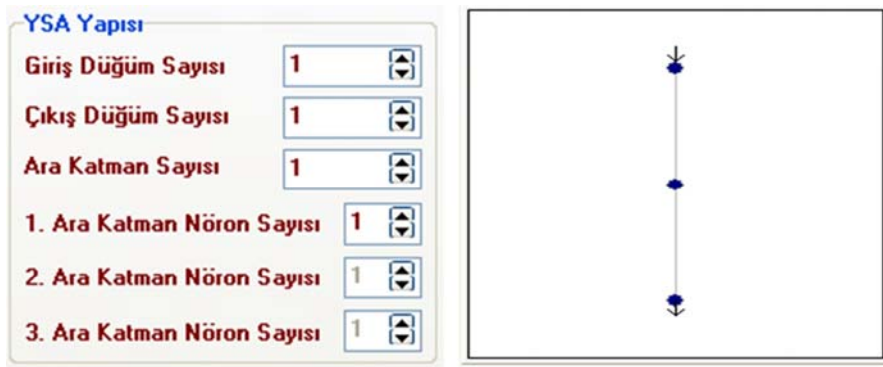 YSA Yapısı
Giriş Düğüm Sayısı 1
Çıkış Düğüm Sayısı 1
Ara Katman Sayısı 1
1. Ara Katman Nöron Sayısı 1
2. Ara Katman Nöron Sayısı 1
3. Ara Katman Nöron Sayısı 1